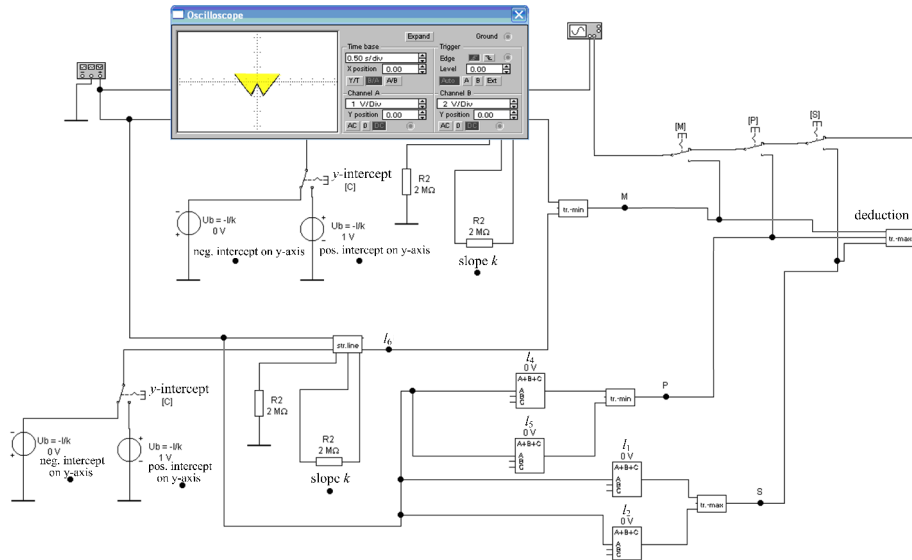 Oscilloscope
Expand
Ground
Time base
0.50 s/div
X position 0.00
Y/T B/A A/B
Trigger
Edge
Level 0.00
Auto A B Ext
Channel A
1 V/Div
Y position 0.00
AC 0 DC
Channel B
2 V/Div
Y position 0.00
AC 0 DC
[M]
[P]
[S]
y-intercept
[C]
R2
2 MΩ
R2
2 MΩ
slope k
Ub = -l/k
0 V
neg. intercept on y-axis
Ub = -l/k
1 V
pos. intercept on y-axis
tr.-min
M
deduction
tr.-max
str.line
l6
y-intercept
[C]
R2
2 MΩ
R2
2 MΩ
slope k
Ub = -l/k
0 V
neg. intercept
on y-axis
Ub = -l/k
1 V
pos. intercept
on y-axis
l4
0 V
A+B+C
A
B
C
tr.-min
P
l5
0 V
A+B+C
A
B
C
l1
0 V
A+B+C
A
B
C
tr.-max
S
l2
0 V
A+B+C
A
B
C